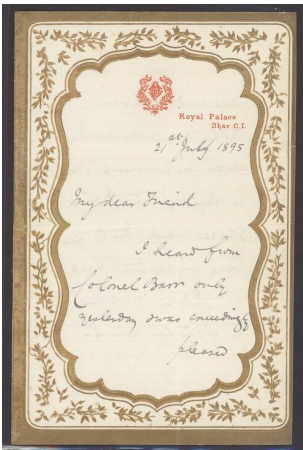 Royal Palace
Dhar C.I.
21st July 1895
My dear Friend
I heard from
Colonel Barr only
yesterday & was exceedingly
pleased